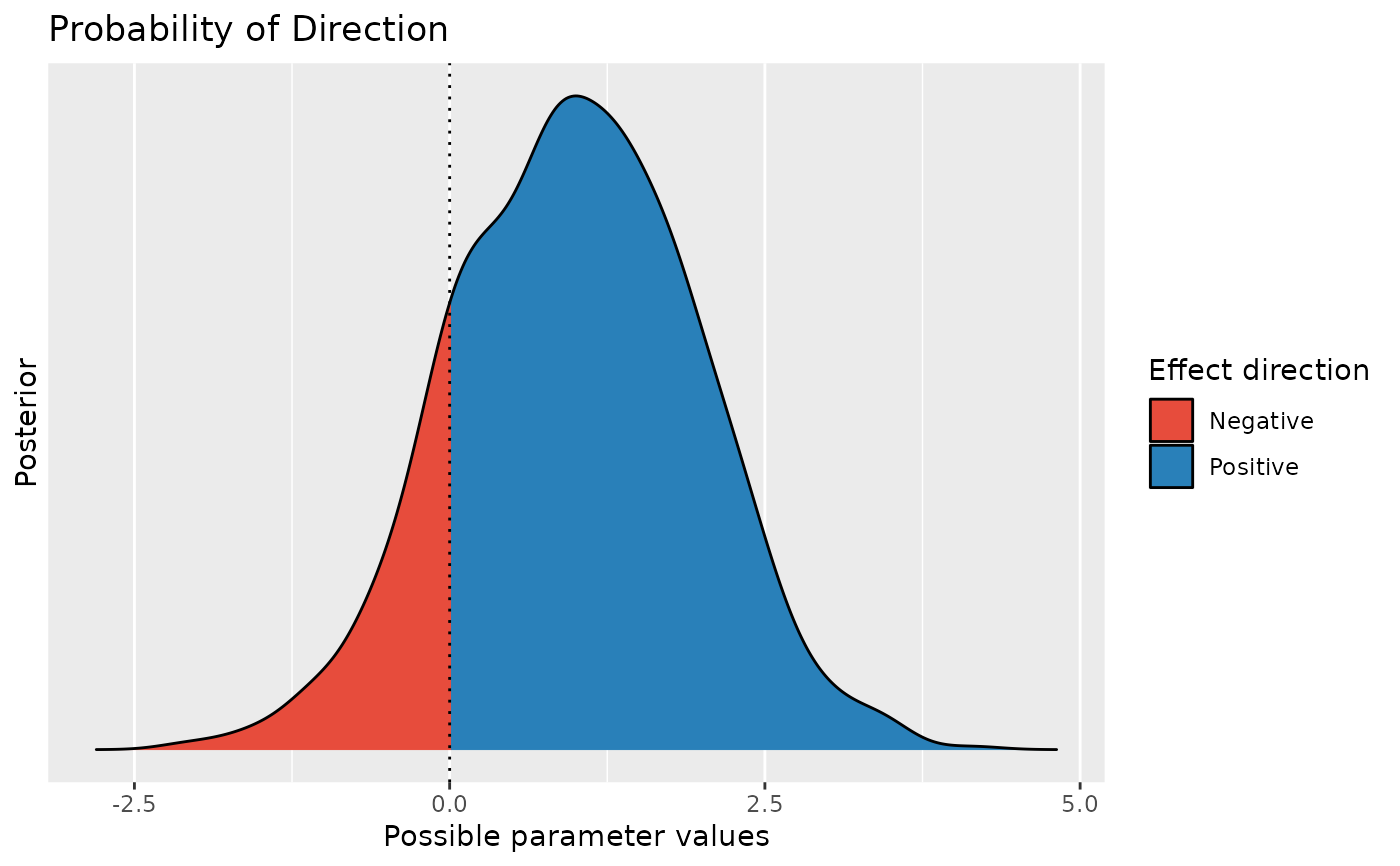 Probability of Direction
Posterior
-2.5 0.0 2.5 5.0
Possible parameter values
Effect direction
Negative
Positive